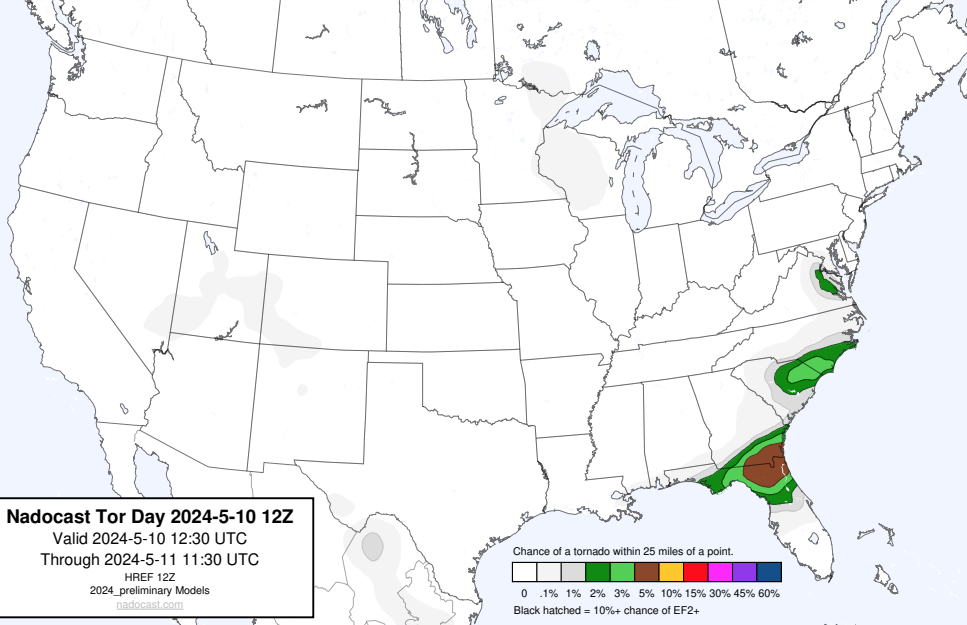 Nadocast Tor Day 2024-5-10 12Z
Valid 2024-5-10 12:30 UTC
Through 2024-5-11 11:30 UTC
HREF 12Z
2024_preliminary Models
nadocast.com
Chance of a tornado within 25 miles of a point.
0 .1% 1% 2% 3% 5% 10% 15% 30% 45% 60%
Black hatched = 10%+ chance of EF2+